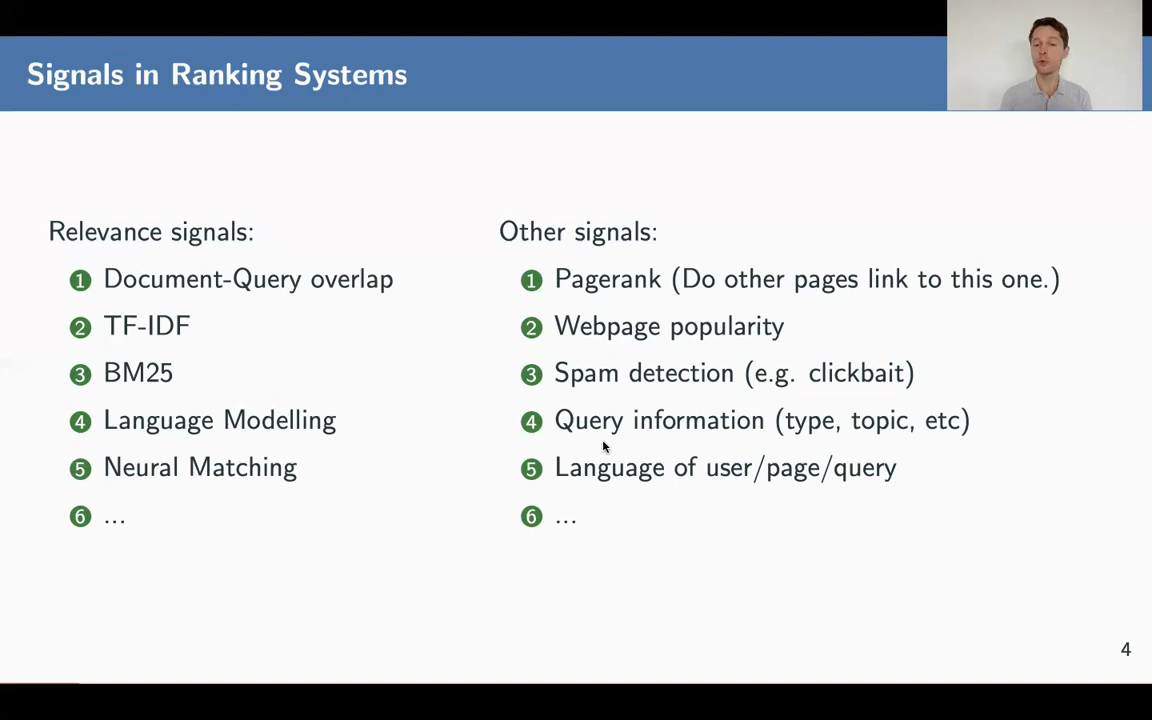 Signals in Ranking Systems
Relevance signals:
1 Document-Query overlap
2 TF-IDF
3 BM25
4 Language Modelling
5 Neural Matching
6 ...
Other signals:
1 Pagerank (Do other pages link to this one.)
2 Webpage popularity
3 Spam detection (e.g. clickbait)
4 Query information (type, topic, etc)
5 Language of user/page/query
6 ...
4